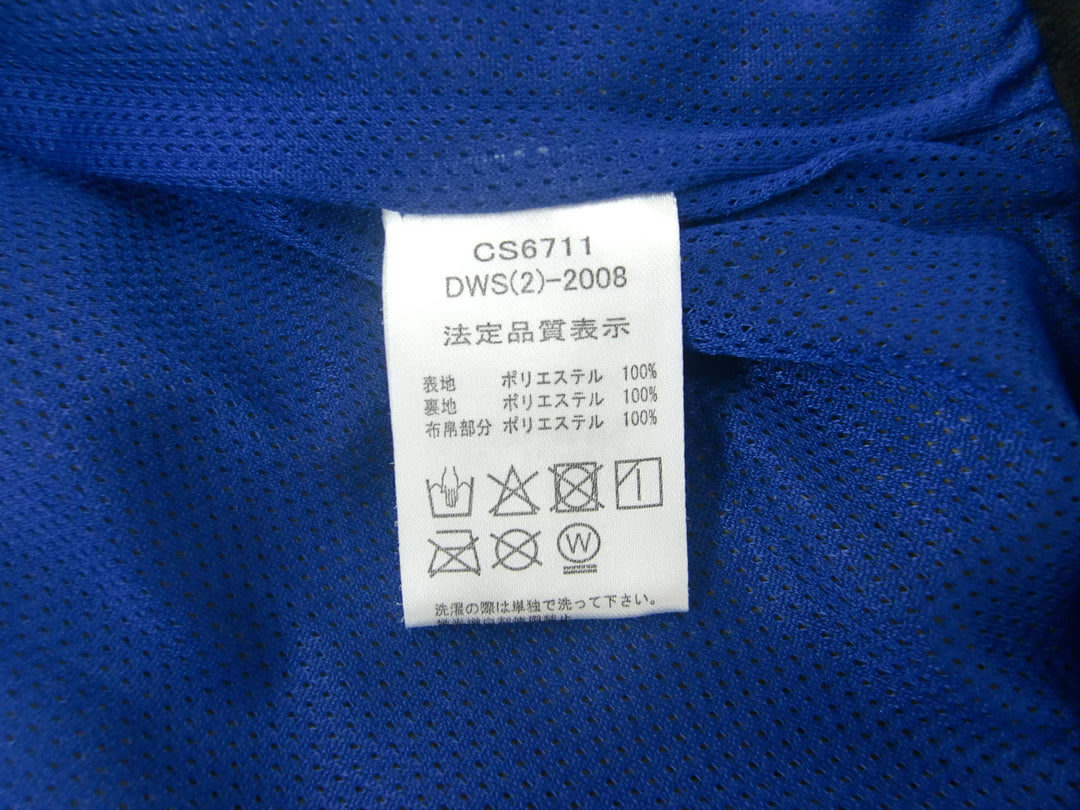 CS6711
DWS(2)-2008
法定品質表示
表地 ポリエステル 100%
裏地 ポリエステル 100%
布帛部分 ポリエステル 100%
W
洗濯の際は単独で洗って下さい。